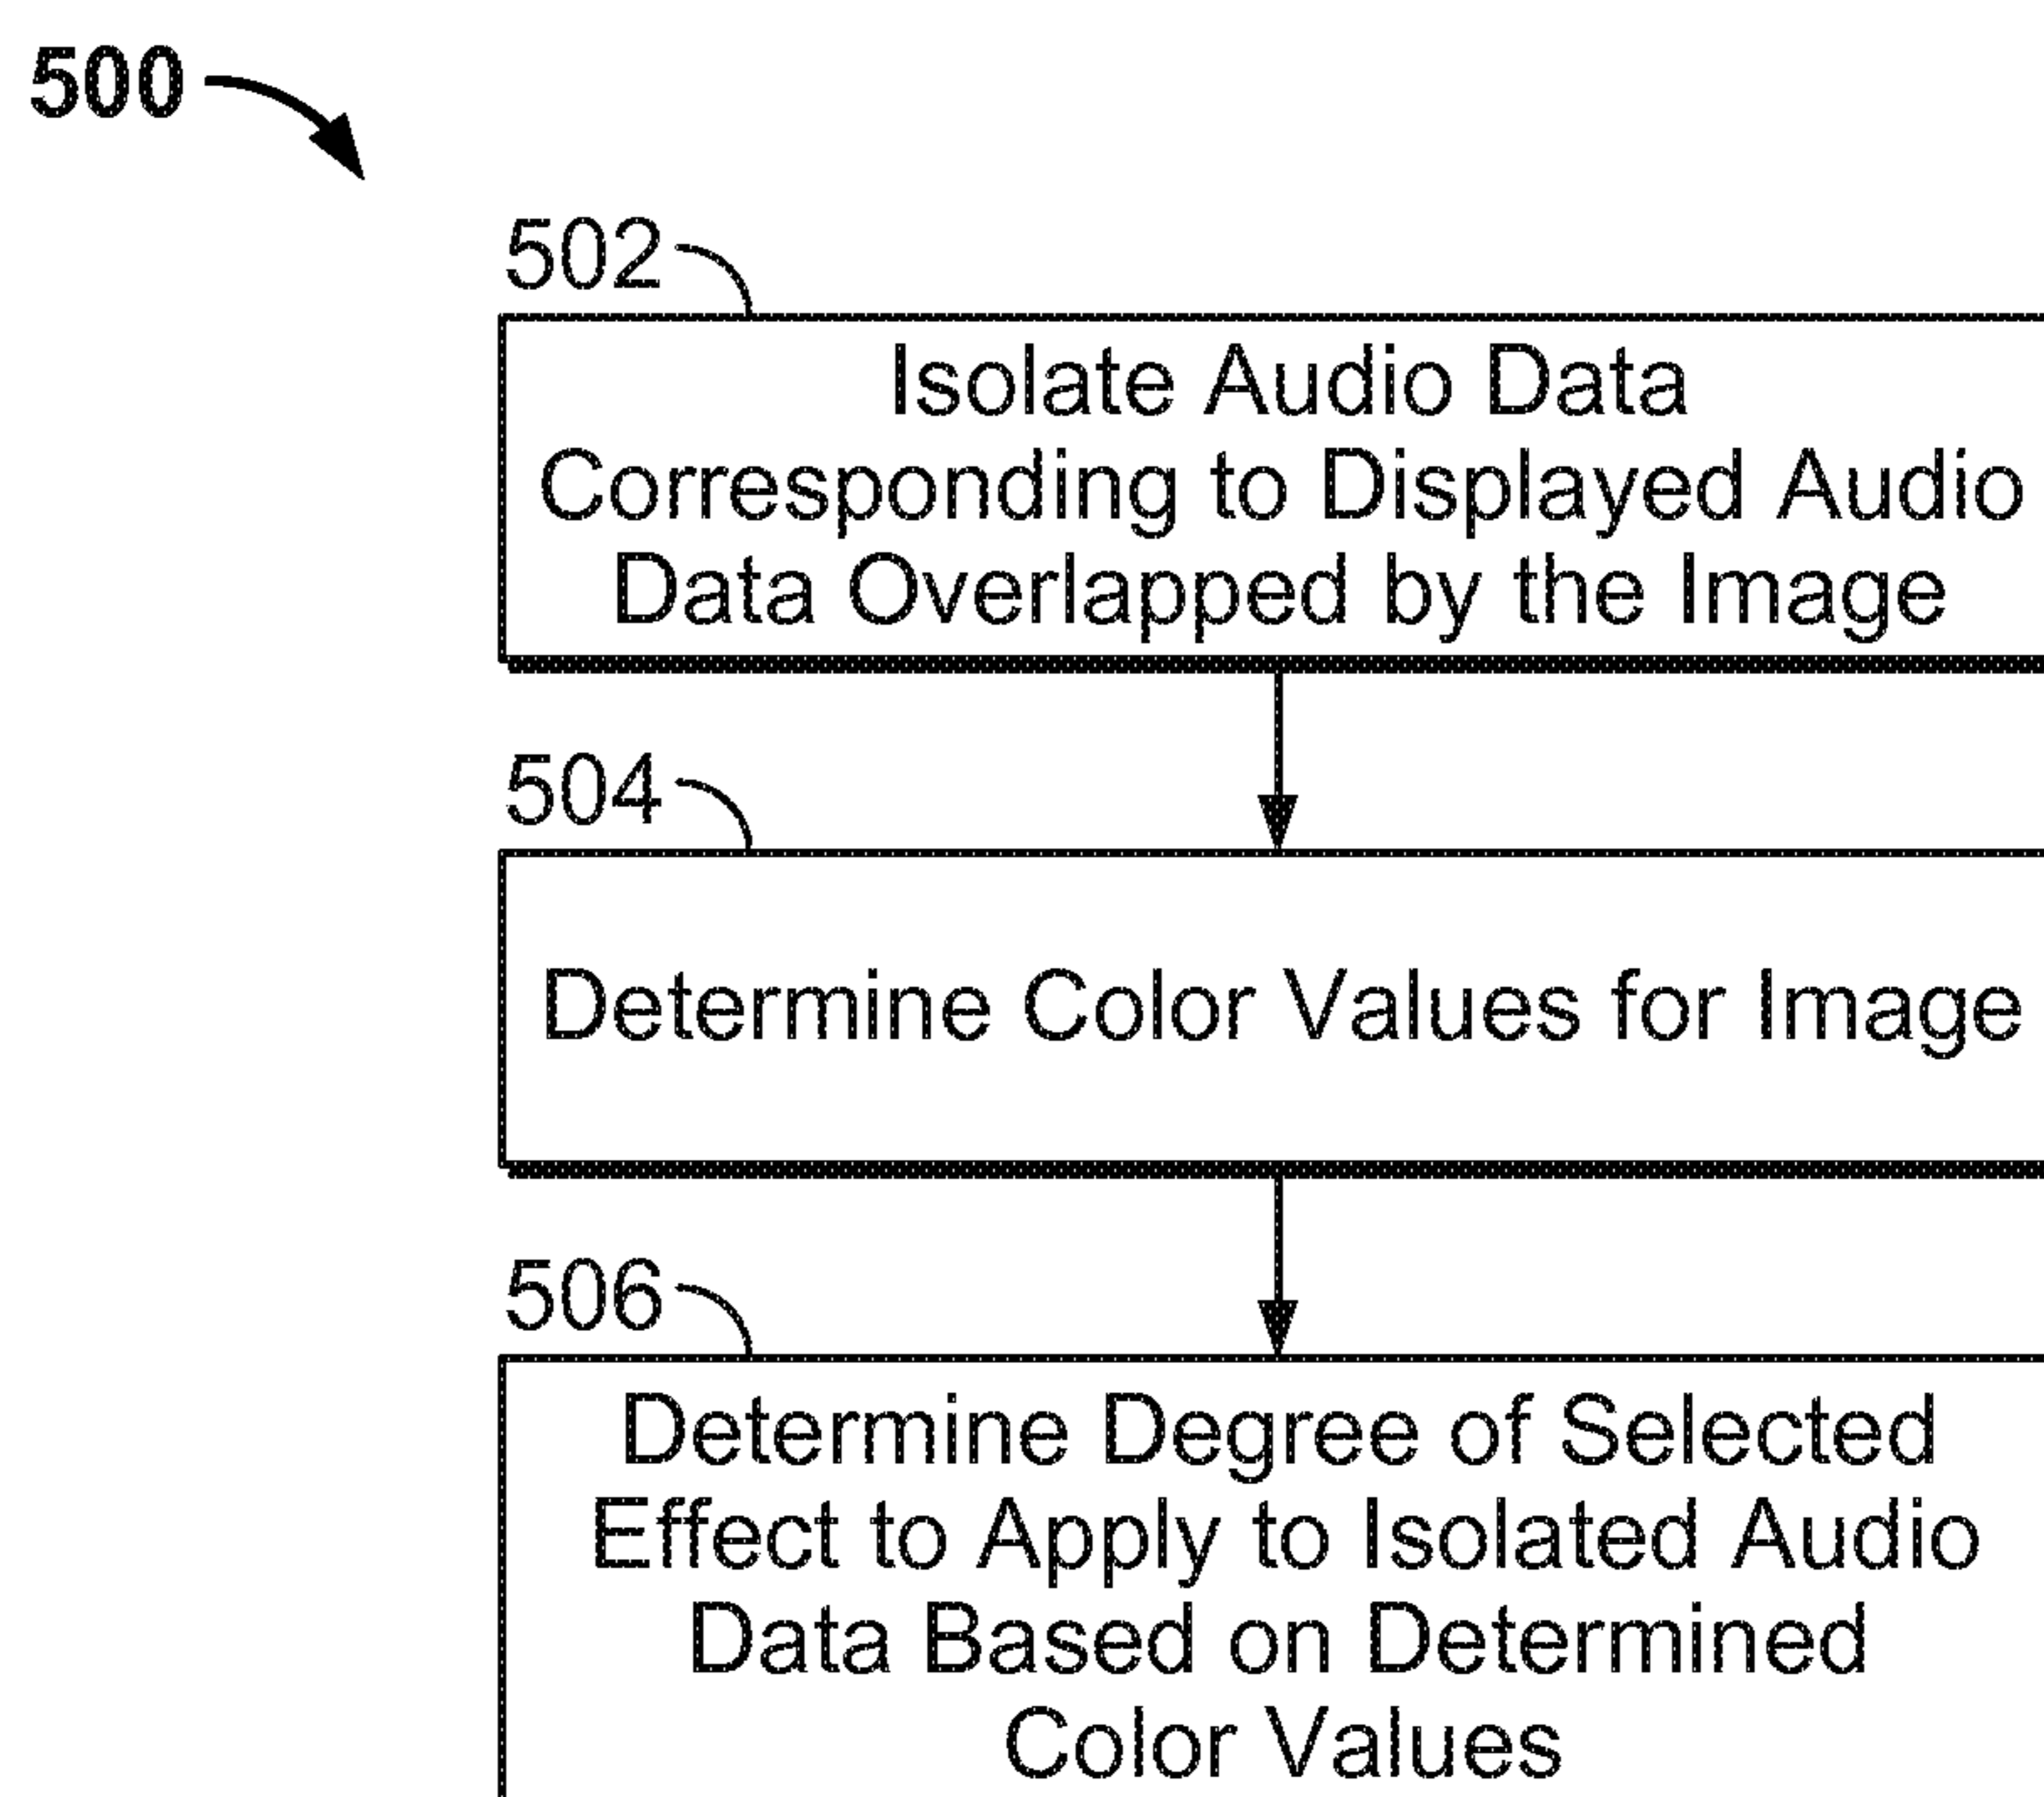 500
502
Isolate Audio Data
Corresponding to Displayed Audio
Data Overlapped by the Image
504
Determine Color Values for Image
506
Determine Degree of Selected
Effect to Apply to Isolated Audio
Data Based on Determined
Color Values